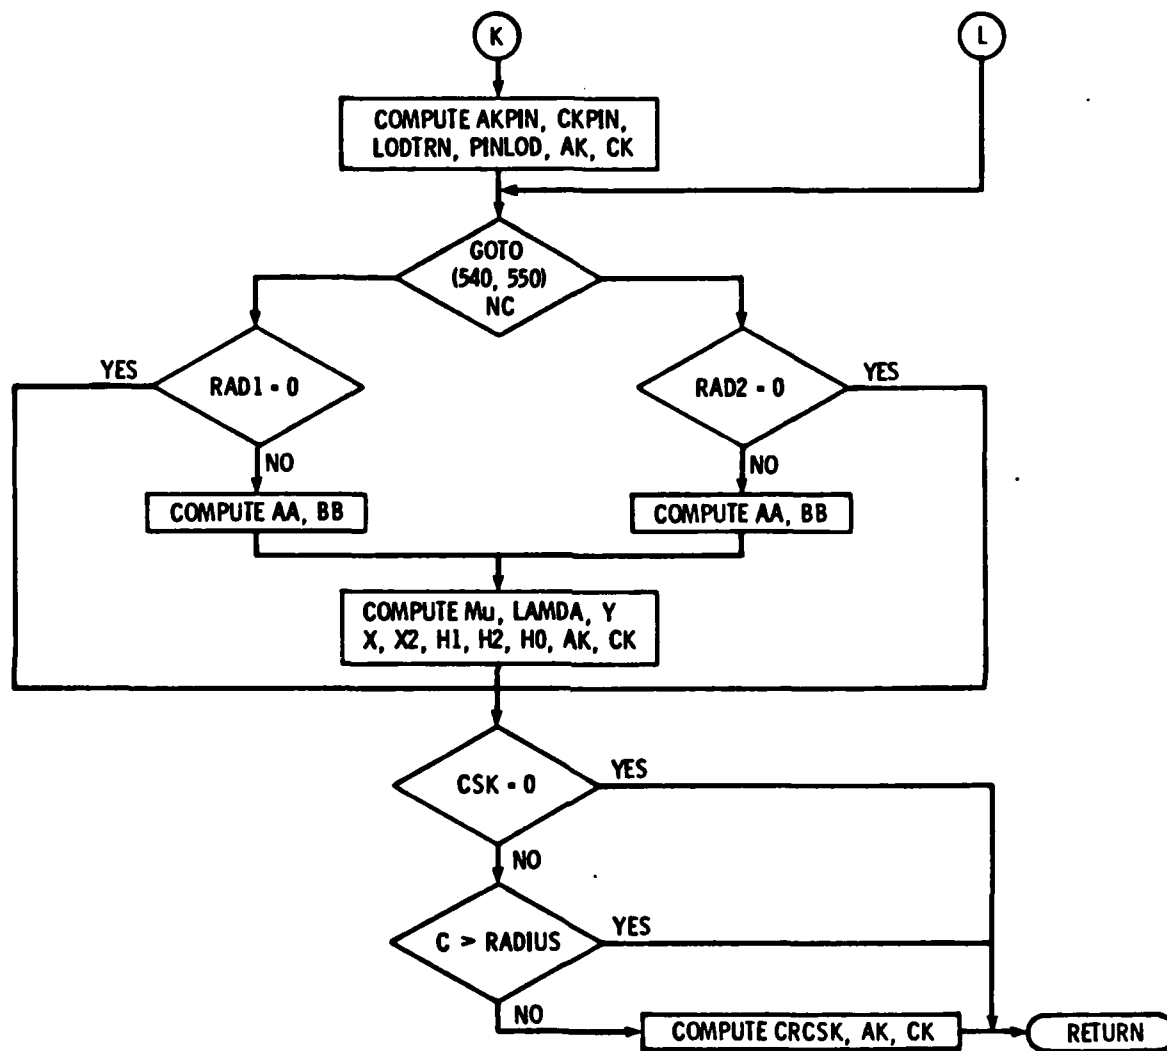 K
L
COMPUTE AKPIN, CKPIN,
LODTRN, PINLOD, AK, CK
GOTO
(540, 550)
NC
YES
RAD1 = 0
RAD2 = 0
YES
NO
NO
COMPUTE AA, BB
COMPUTE AA, BB
COMPUTE Mu, LAMDA, Y
X, X2, H1, H2, H0, AK, CK
CSK = 0
YES
NO
C > RADIUS
YES
NO
COMPUTE CRCSK, AK, CK
RETURN